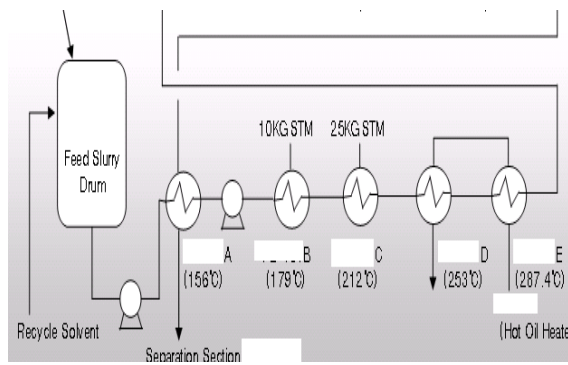 10KG STM
25KG STM
Feed Slurry
Drum
A
B
C
D
E
(156℃)
(179℃)
(212℃)
(253℃)
(287.4℃)
Recycle Solvent
(Hot Oil Heate
Separation Section